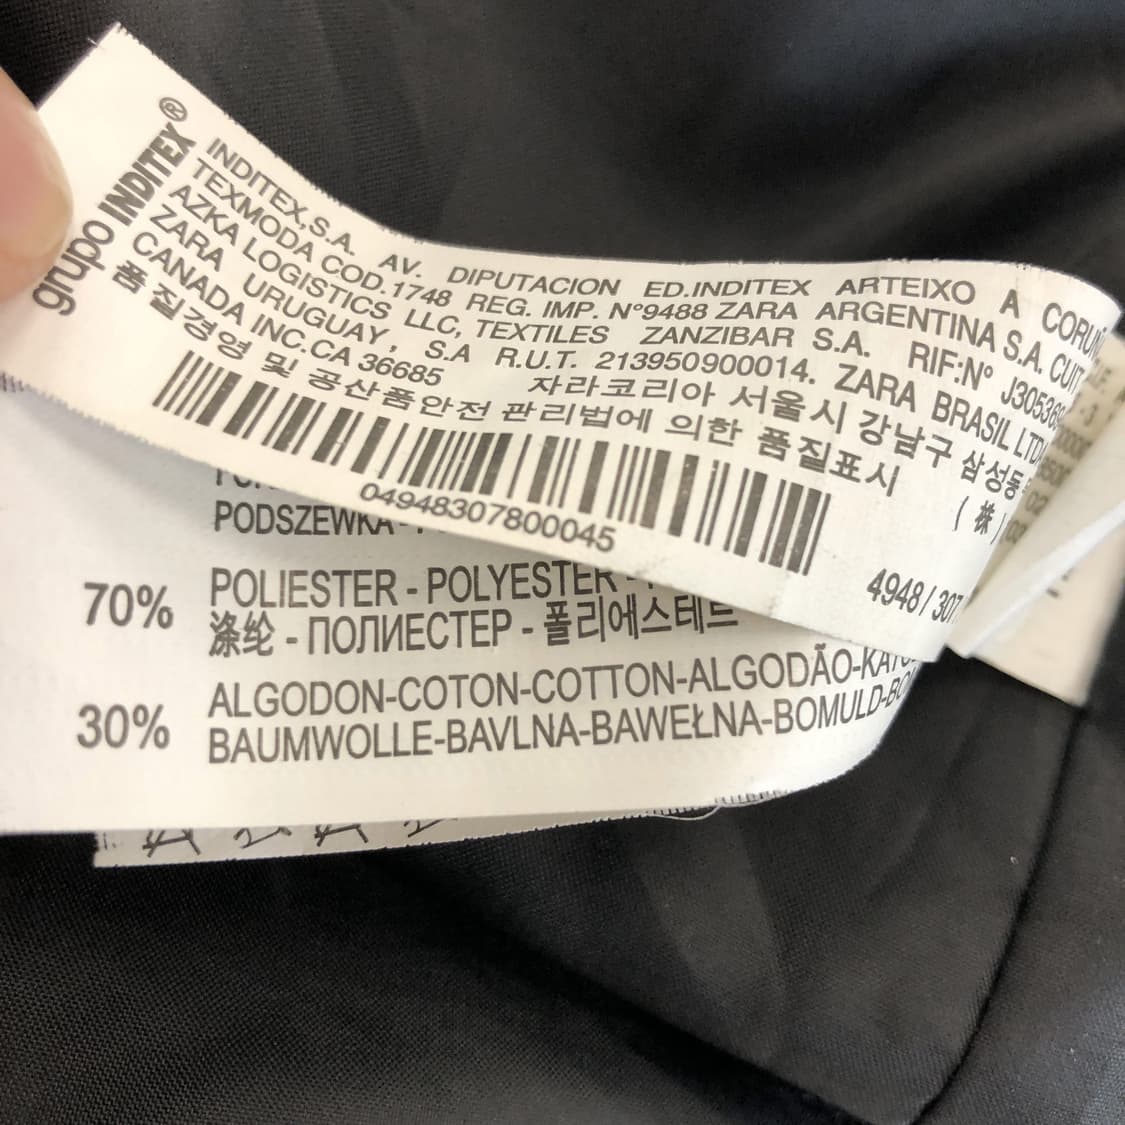 grupo INDITEX®
INDITEX,S.A. AV. DIPUTACION ED.INDITEX ARTEIXO A
TEXMODA COD.1748 REG. IMP. Nº9488 ZARA ARGENTINA S.A. CUIT
AZKA LOGISTICS LLC, TEXTILES ZANZIBAR S.A. RIF:Nº
ZARA URUGUAY, S.A R.U.T. 213950900014. ZARA BRASIL
CANADA INC.CA 36685 자라코리아 서울시 강남구 삼성동
품질경영 및 공산품안전 관리법에 의한 품질표시 (株)
04948307800045
4948/307
PODSZEWKA -
70% POLIESTER - POLYESTER -
涤纶 - ПОЛИЕСТЕР - 폴리에스테르
30% ALGODON-COTON-COTTON-ALGODÃO-
BAUMWOLLE-BAVLNA-BAWEŁNA-BOMULD-